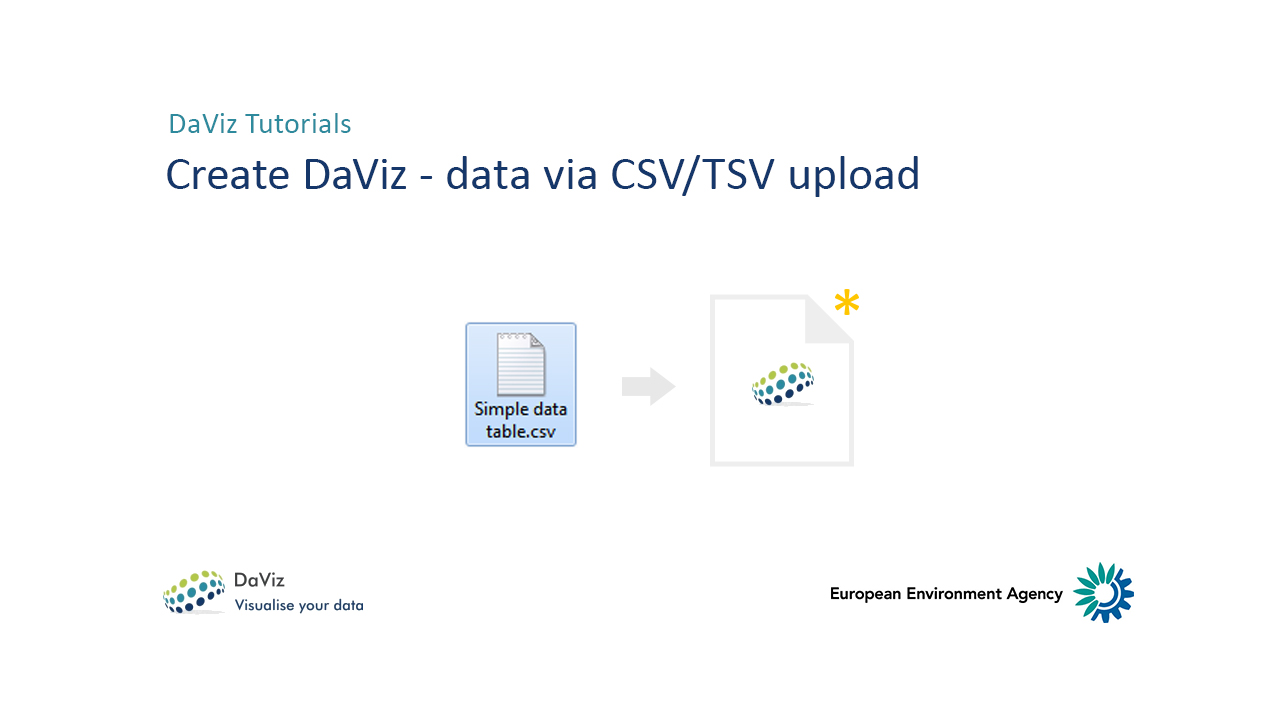 DaViz Tutorials
Create DaViz - data via CSV/TSV upload
*
Simple data
table.csv
DaViz
Visualise your data
European Environment Agency